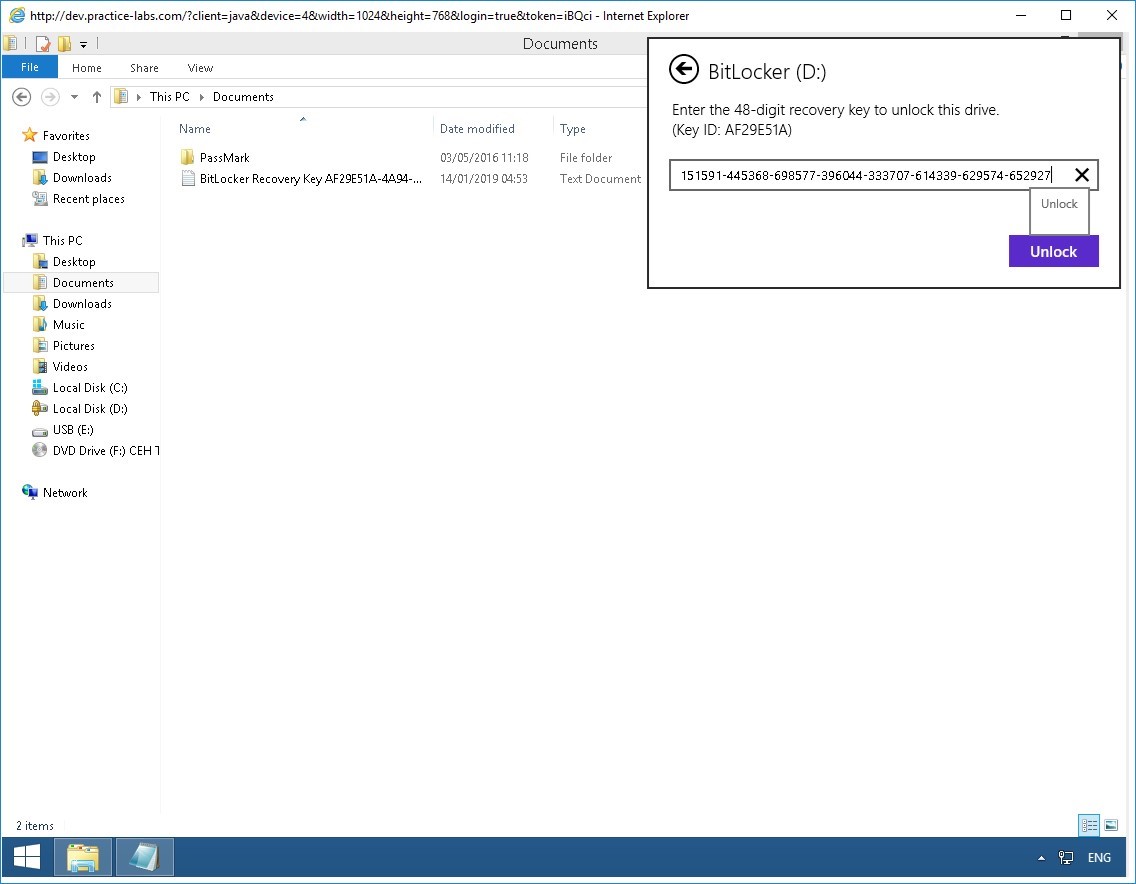 http://dev.practice-labs.com/?client=java&device=4&width=1024&height=768&login=true&token=iBQci - Internet Explorer
Documents
File Home Share View
This PC Documents
Favorites
Desktop
Downloads
Recent places
This PC
Desktop
Documents
Downloads
Music
Pictures
Videos
Local Disk (C:)
Local Disk (D:)
USB (E:)
DVD Drive (F:) CEH T
Network
Name Date modified Type
PassMark 03/05/2016 11:18 File folder
BitLocker Recovery Key AF29E51A-4A94-... 14/01/2019 04:53 Text Document
BitLocker (D:)
Enter the 48-digit recovery key to unlock this drive.
(Key ID: AF29E51A)
151591-445368-698577-396044-333707-614339-629574-652927
Unlock
Unlock
2 items
ENG